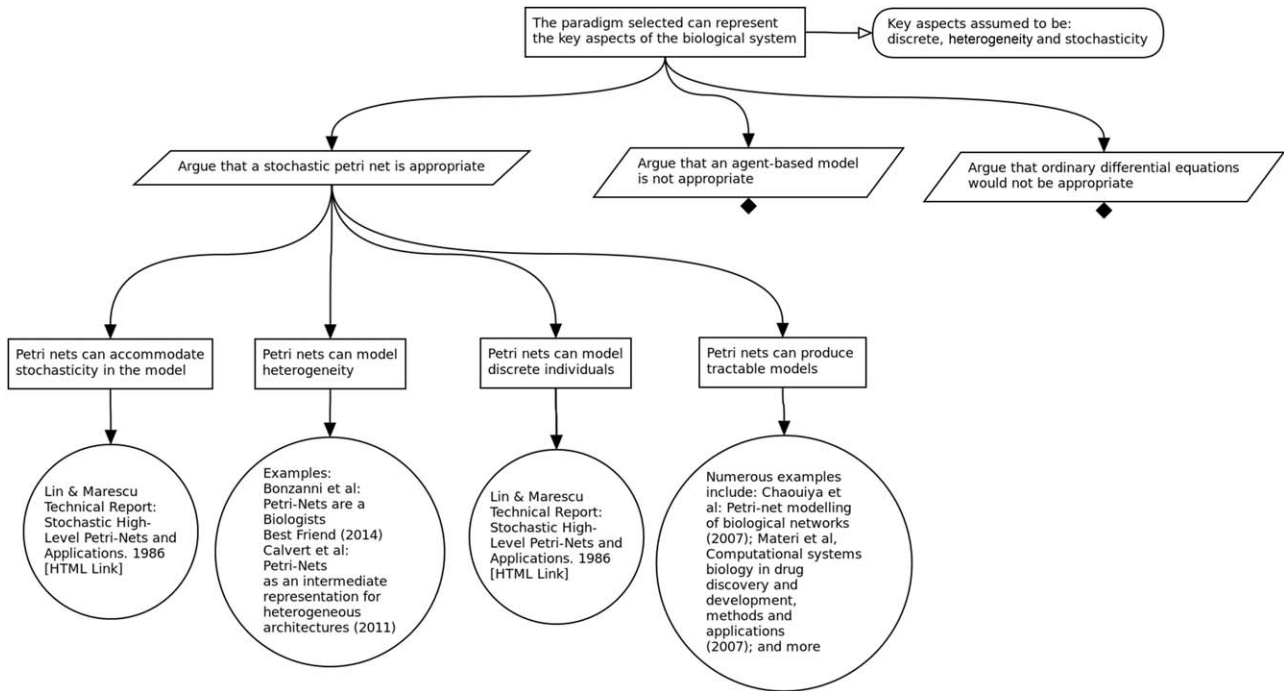 The paradigm selected can represent
the key aspects of the biological system
Key aspects assumed to be:
discrete, heterogeneity and stochasticity
Argue that a stochastic petri net is appropriate
Argue that an agent-based model
is not appropriate
Argue that ordinary differential equations
would not be appropriate
Petri nets can accommodate
stochasticity in the model
Petri nets can model
heterogeneity
Petri nets can model
discrete individuals
Petri nets can produce
tractable models
Lin & Marescu
Technical Report:
Stochastic High-
Level Petri-Nets and
Applications. 1986
[HTML Link]
Examples:
Bonzanni et al:
Petri-Nets are a
Biologists
Best Friend (2014)
Calvert et al:
Petri-Nets
as an intermediate
representation for
heterogeneous
architectures (2011)
Lin & Marescu
Technical Report:
Stochastic High-
Level Petri-Nets and
Applications. 1986
[HTML Link]
Numerous examples
include: Chaouiya et
al: Petri-net modelling
of biological networks
(2007); Materi et al,
Computational systems
biology in drug
discovery and
development,
methods and
applications
(2007); and more